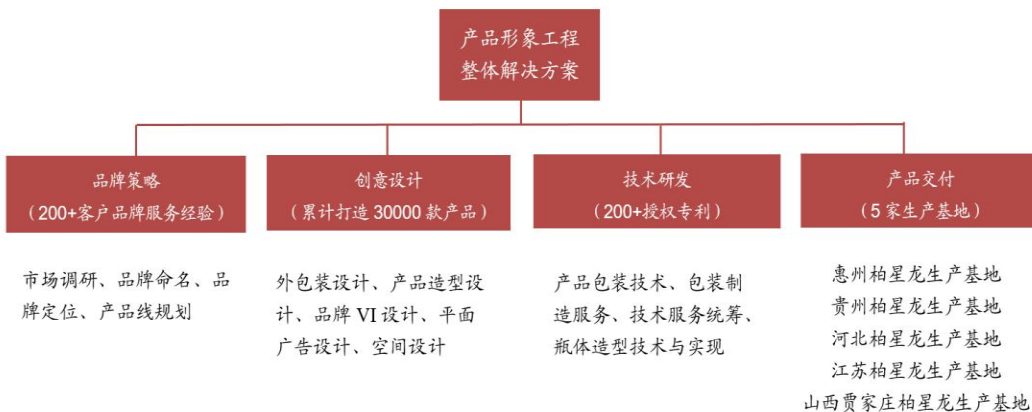 产品形象工程
整体解决方案
品牌策略
（200+客户品牌服务经验）
市场调研、品牌命名、品
牌定位、产品线规划
创意设计
（累计打造 30000 款产品）
外包装设计、产品造型设
计、品牌 VI 设计、平面
广告设计、空间设计
技术研发
（200+授权专利）
产品包装技术、包装制
造服务、技术服务统筹、
瓶体造型技术与实现
产品交付
（5 家生产基地）
惠州柏星龙生产基地
贵州柏星龙生产基地
河北柏星龙生产基地
江苏柏星龙生产基地
山西贾家庄柏星龙生产基地